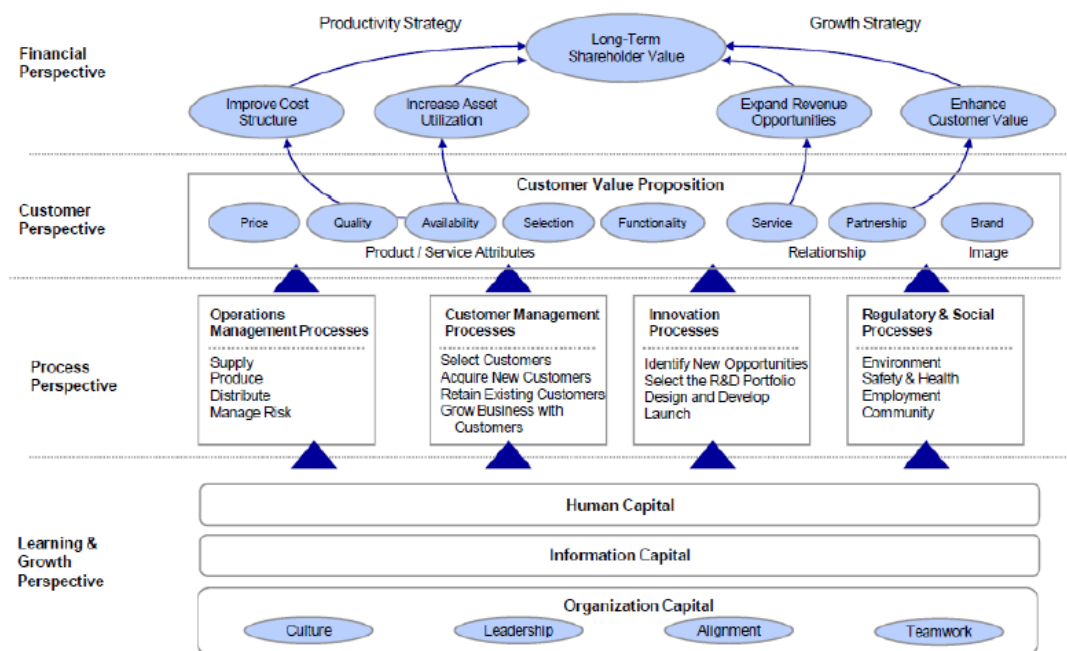 Productivity Strategy
Growth Strategy
Financial
Perspective
Long-Term
Shareholder Value
Improve Cost
Structure
Increase Asset
Utilization
Expand Revenue
Opportunities
Enhance
Customer Value
Customer
Perspective
Customer Value Proposition
Price
Quality
Availability
Selection
Functionality
Service
Partnership
Brand
Product / Service Attributes
Relationship
Image
Process
Perspective
Operations
Management Processes
Supply
Produce
Distribute
Manage Risk
Customer Management
Processes
Select Customers
Acquire New Customers
Retain Existing Customers
Grow Business with
Customers
Innovation
Processes
Identify New Opportunities
Select the R&D Portfolio
Design and Develop
Launch
Regulatory & Social
Processes
Environment
Safety & Health
Employment
Community
Learning &
Growth
Perspective
Human Capital
Information Capital
Organization Capital
Culture
Leadership
Alignment
Teamwork